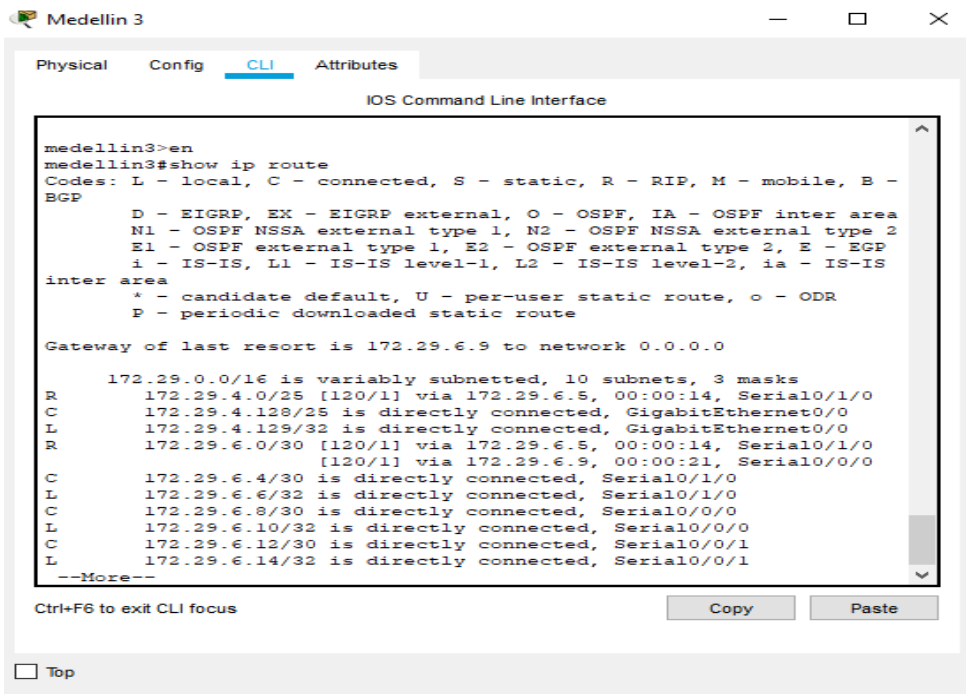 Medellin 3
Physical Config CLI Attributes
IOS Command Line Interface
medellin3>en
medellin3#show ip route
Codes: L - local, C - connected, S - static, R - RIP, M - mobile, B -
BGP
D - EIGRP, EX - EIGRP external, O - OSPF, IA - OSPF inter area
N1 - OSPF NSSA external type 1, N2 - OSPF NSSA external type 2
E1 - OSPF external type 1, E2 - OSPF external type 2, E - EGP
i - IS-IS, L1 - IS-IS level-1, L2 - IS-IS level-2, ia - IS-IS
inter area
* - candidate default, U - per-user static route, o - ODR
P - periodic downloaded static route
Gateway of last resort is 172.29.6.9 to network 0.0.0.0
172.29.0.0/16 is variably subnetted, 10 subnets, 3 masks
R 172.29.4.0/25 [120/1] via 172.29.6.5, 00:00:14, Serial0/1/0
C 172.29.4.128/25 is directly connected, GigabitEthernet0/0
L 172.29.4.129/32 is directly connected, GigabitEthernet0/0
R 172.29.6.0/30 [120/1] via 172.29.6.5, 00:00:14, Serial0/1/0
[120/1] via 172.29.6.9, 00:00:21, Serial0/0/0
C 172.29.6.4/30 is directly connected, Serial0/1/0
L 172.29.6.6/32 is directly connected, Serial0/1/0
C 172.29.6.8/30 is directly connected, Serial0/0/0
L 172.29.6.10/32 is directly connected, Serial0/0/0
C 172.29.6.12/30 is directly connected, Serial0/0/1
L 172.29.6.14/32 is directly connected, Serial0/0/1
--More--
Ctrl+F6 to exit CLI focus Copy Paste
Top